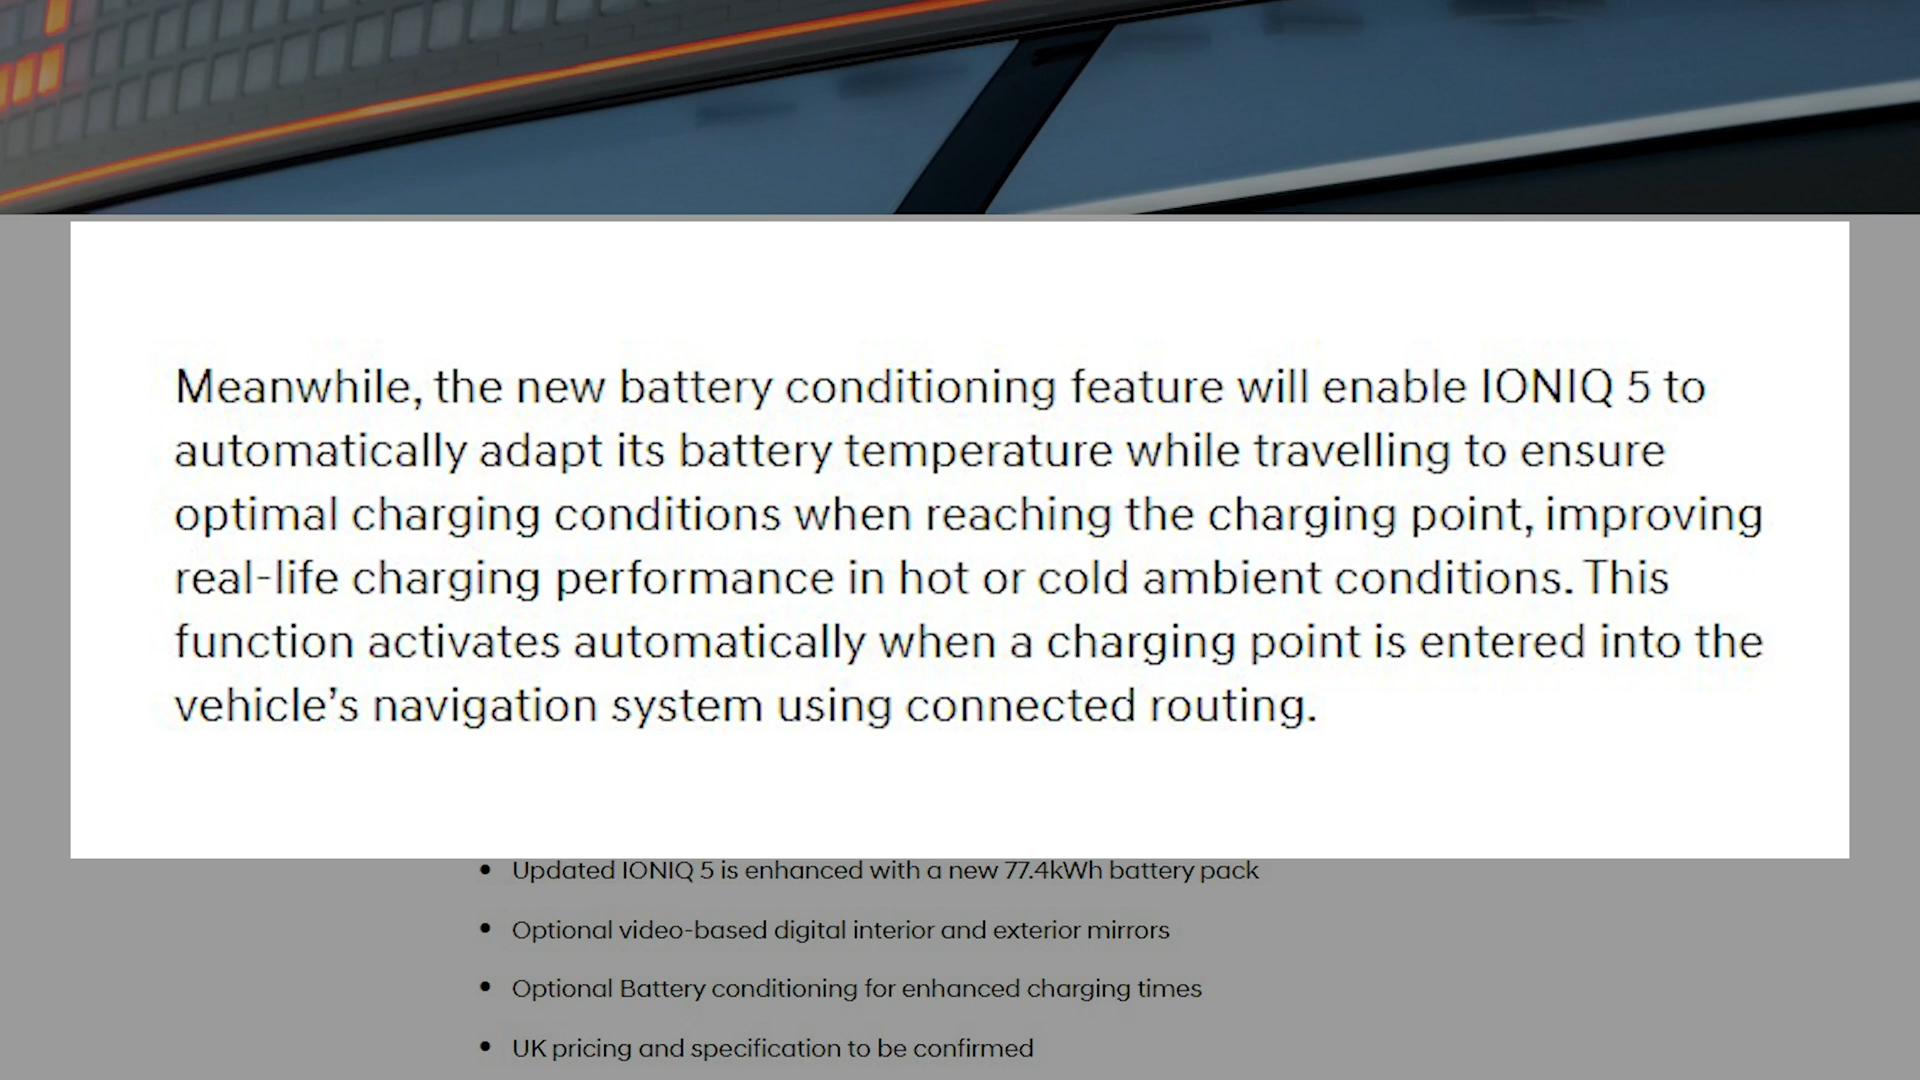 Meanwhile, the new battery conditioning feature will enable IONIQ 5 to
automatically adapt its battery temperature while travelling to ensure
optimal charging conditions when reaching the charging point, improving
real-life charging performance in hot or cold ambient conditions. This
function activates automatically when a charging point is entered into the
vehicle’s navigation system using connected routing.
• Updated IONIQ 5 is enhanced with a new 77.4kWh battery pack
• Optional video-based digital interior and exterior mirrors
• Optional Battery conditioning for enhanced charging times
• UK pricing and specification to be confirmed